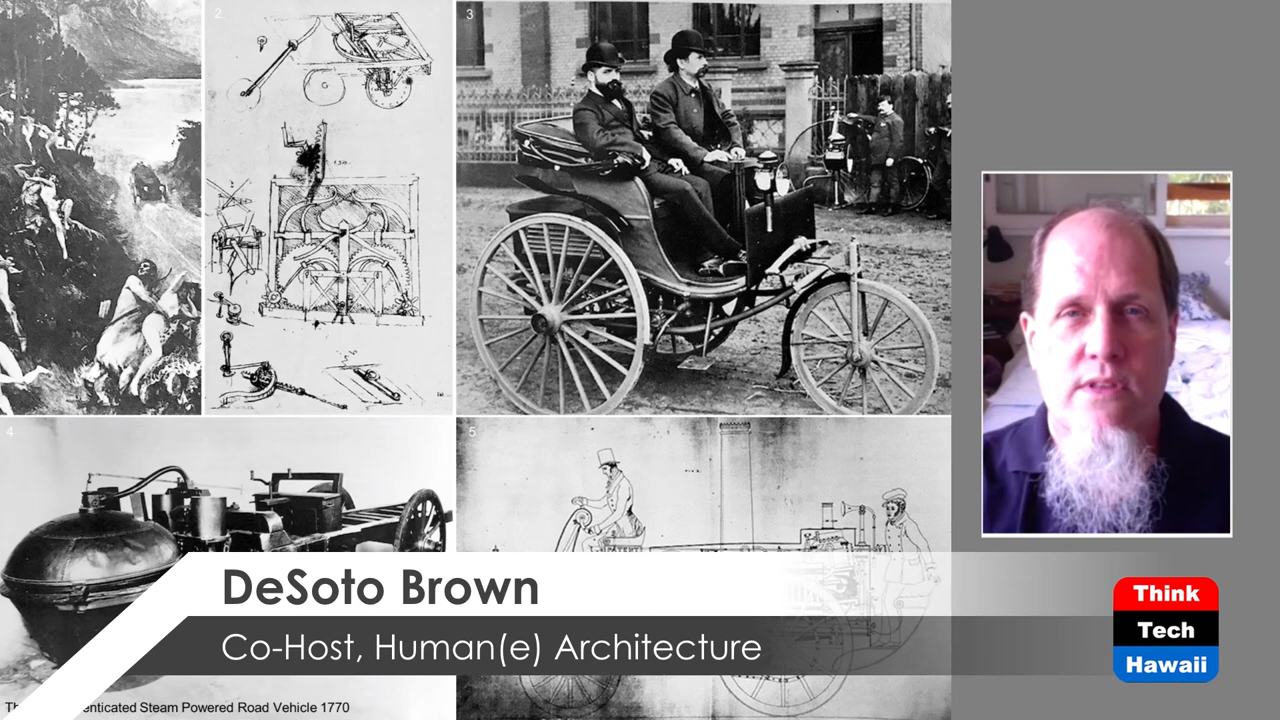 1
2
3
4
5
DeSoto Brown
Co-Host, Human(e) Architecture
enticated Steam Powered Road Vehicle 1770
Think
Tech
Hawaii